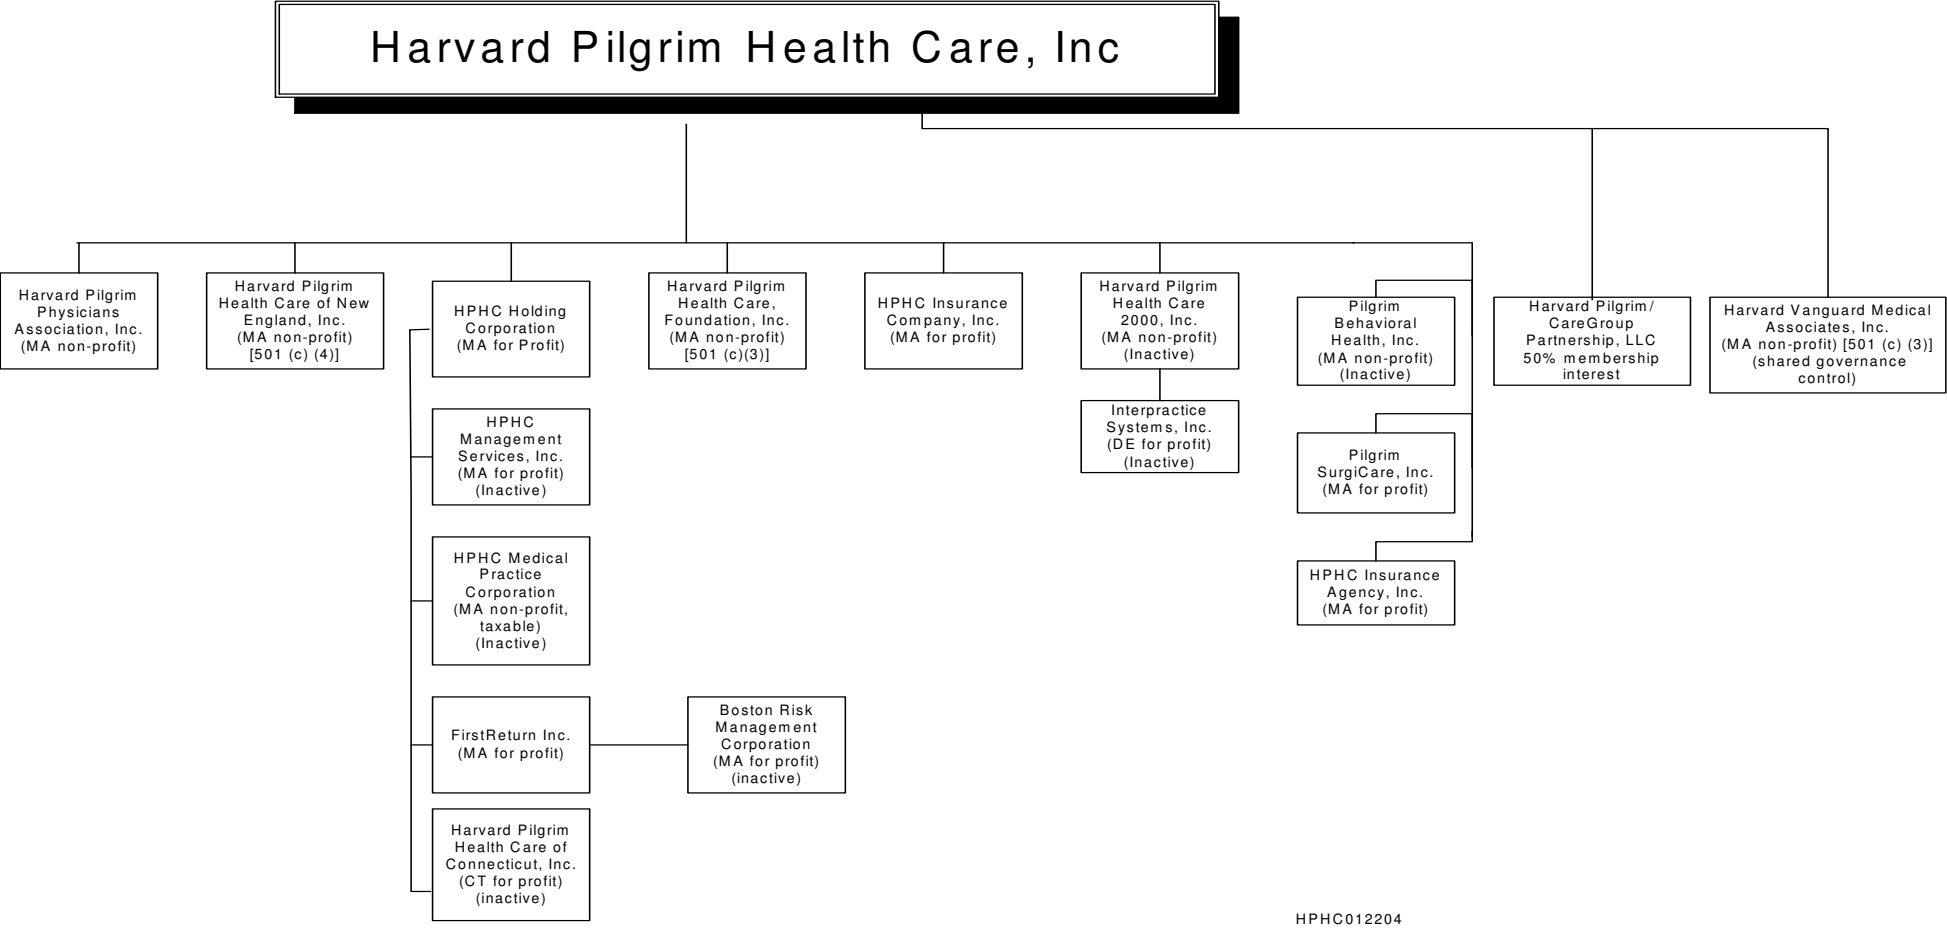 Harvard Pilgrim Health Care, Inc
Harvard Pilgrim
Physicians
Association, Inc.
(MA non-profit)
Harvard Pilgrim
Health Care of New
England, Inc.
(MA non-profit)
[501 (c) (4)]
HPHC Holding
Corporation
(MA for Profit)
Harvard Pilgrim
Health Care,
Foundation, Inc.
(MA non-profit)
[501 (c)(3)]
HPHC Insurance
Company, Inc.
(MA for profit)
Harvard Pilgrim
Health Care
2000, Inc.
(MA non-profit)
(Inactive)
Pilgrim
Behavioral
Health, Inc.
(MA non-profit)
(Inactive)
Harvard Pilgrim/
CareGroup
Partnership, LLC
50% membership
interest
Harvard Vanguard Medical
Associates, Inc.
(MA non-profit) [501 (c) (3)]
(shared governance
control)
HPHC
Management
Services, Inc.
(MA for profit)
(Inactive)
Interpractice
Systems, Inc.
(DE for profit)
(Inactive)
Pilgrim
SurgiCare, Inc.
(MA for profit)
HPHC Medical
Practice
Corporation
(MA non-profit,
taxable)
(Inactive)
HPHC Insurance
Agency, Inc.
(MA for profit)
FirstReturn Inc.
(MA for profit)
Boston Risk
Management
Corporation
(MA for profit)
(inactive)
Harvard Pilgrim
Health Care of
Connecticut, Inc.
(CT for profit)
(inactive)
HPHC012204